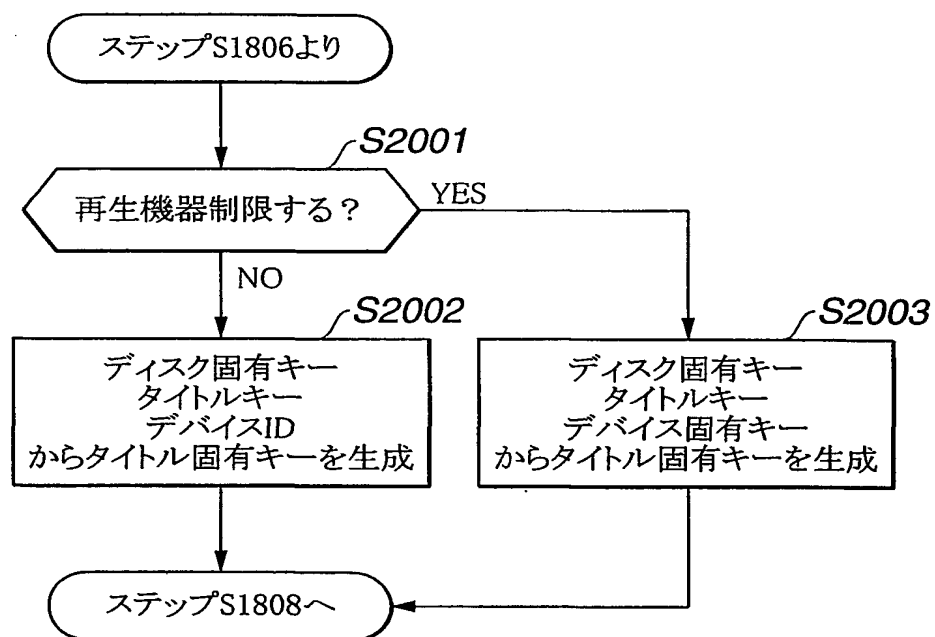 ステップS1806より
S2001
再生機器制限する？
YES
NO
S2002
ディスク固有キー
タイトルキー
デバイスID
からタイトル固有キーを生成
S2003
ディスク固有キー
タイトルキー
デバイス固有キー
からタイトル固有キーを生成
ステップS1808へ